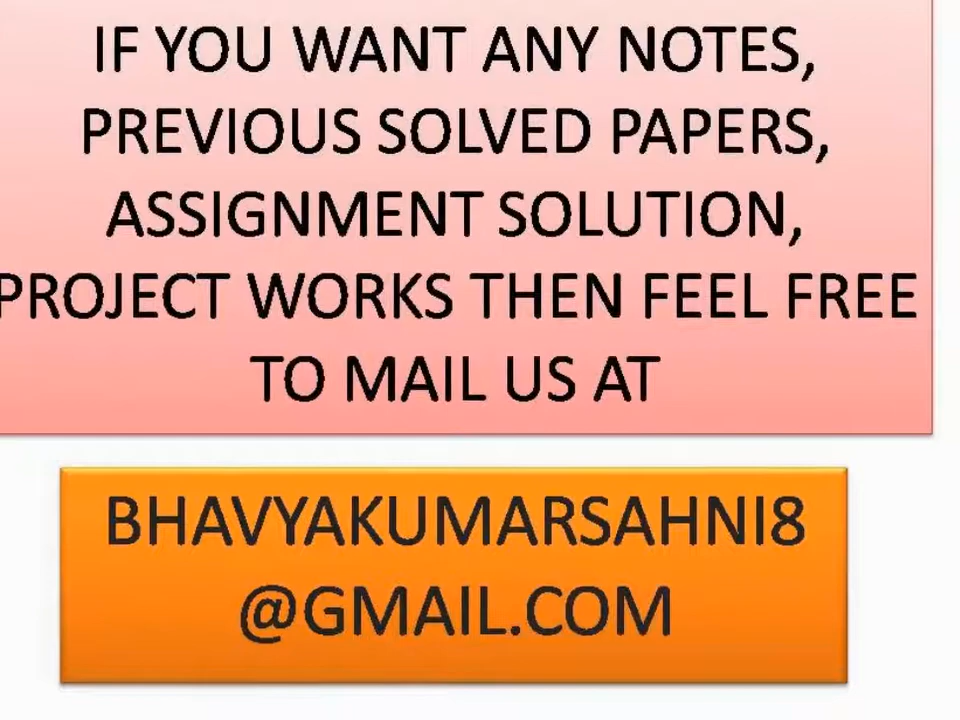 IF YOU WANT ANY NOTES,
PREVIOUS SOLVED PAPERS,
ASSIGNMENT SOLUTION,
PROJECT WORKS THEN FEEL FREE
TO MAIL US AT
BHAVYAKUMARSAHNI8
@GMAIL.COM